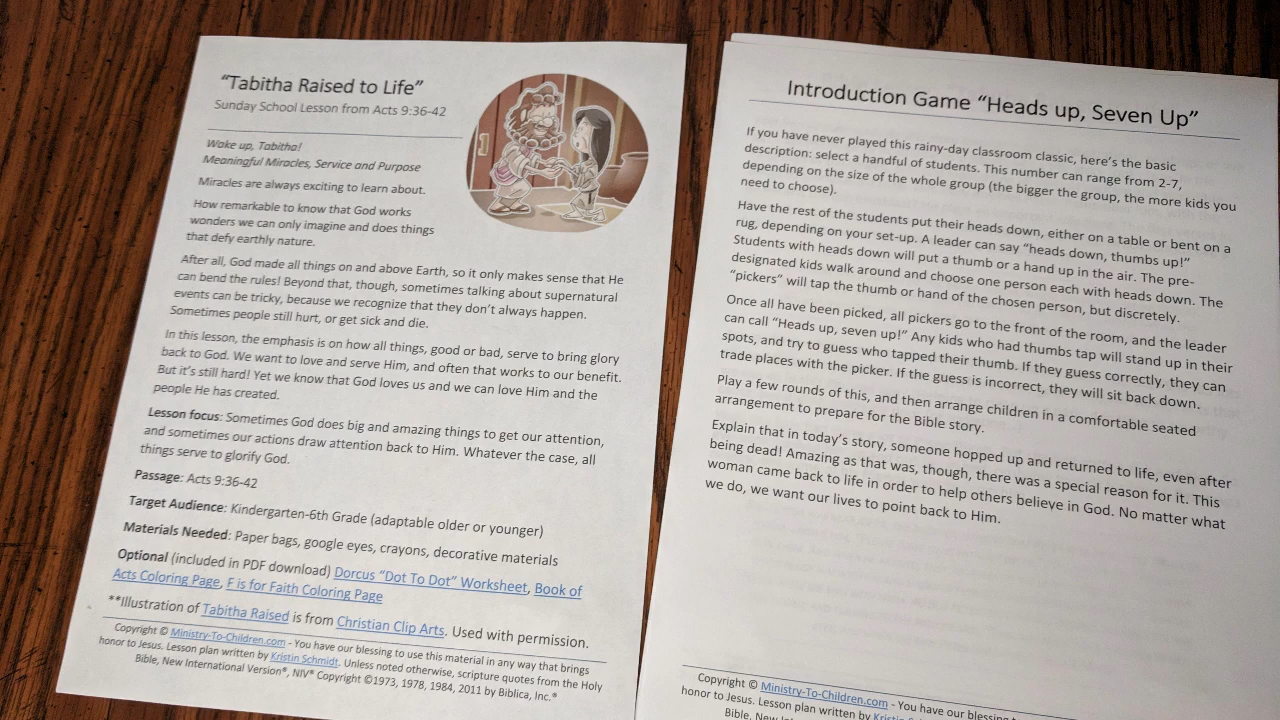 “Tabitha Raised to Life”
Sunday School Lesson from Acts 9:36-42
Wake up, Tabitha!
Meaningful Miracles, Service and Purpose
Miracles are always exciting to learn about.
How remarkable to know that God works
wonders we can only imagine and does things
that defy earthly nature.
After all, God made all things on and above Earth, so it only makes sense that He
can bend the rules! Beyond that, though, sometimes talking about supernatural
events can be tricky, because we recognize that they don’t always happen.
Sometimes people still hurt, or get sick and die.
In this lesson, the emphasis is on how all things, good or bad, serve to bring glory
back to God. We want to love and serve Him, and often that works to our benefit.
But it’s still hard! Yet we know that God loves us and we can love Him and the
people He has created.
Lesson focus: Sometimes God does big and amazing things to get our attention,
and sometimes our actions draw attention back to Him. Whatever the case, all
things serve to glorify God.
Passage: Acts 9:36-42
Target Audience: Kindergarten-6th Grade (adaptable older or younger)
Materials Needed: Paper bags, google eyes, crayons, decorative materials
Optional (included in PDF download) Dorcus “Dot To Dot” Worksheet, Book of
Acts Coloring Page, F is for Faith Coloring Page
**Illustration of Tabitha Raised is from Christian Clip Arts. Used with permission.
Copyright © Ministry-To-Children.com - You have our blessing to use this material in any way that brings
honor to Jesus. Lesson plan written by Kristin Schmidt. Unless noted otherwise, scripture quotes from the Holy
Bible, New International Version®, NIV® Copyright ©1973, 1978, 1984, 2011 by Biblica, Inc.®
Introduction Game “Heads up, Seven Up”
If you have never played this rainy-day classroom classic, here’s the basic
description: select a handful of students. This number can range from 2-7,
depending on the size of the whole group (the bigger the group, the more kids you
need to choose).
Have the rest of the students put their heads down, either on a table or bent on a
rug, depending on your set-up. A leader can say “heads down, thumbs up!”
Students with heads down will put a thumb or a hand up in the air. The pre-
designated kids walk around and choose one person each with heads down. The
“pickers” will tap the thumb or hand of the chosen person, but discretely.
Once all have been picked, all pickers go to the front of the room, and the leader
can call “Heads up, seven up!” Any kids who had thumbs tap will stand up in their
spots, and try to guess who tapped their thumb. If they guess correctly, they can
trade places with the picker. If the guess is incorrect, they will sit back down.
Play a few rounds of this, and then arrange children in a comfortable seated
arrangement to prepare for the Bible story.
Explain that in today’s story, someone hopped up and returned to life, even after
being dead! Amazing as that was, though, there was a special reason for it. This
woman came back to life in order to help others believe in God. No matter what
we do, we want our lives to point back to Him.
Copyright © Ministry-To-Children.com - You have our blessing to use this
honor to Jesus. Lesson plan written by
Bible, New